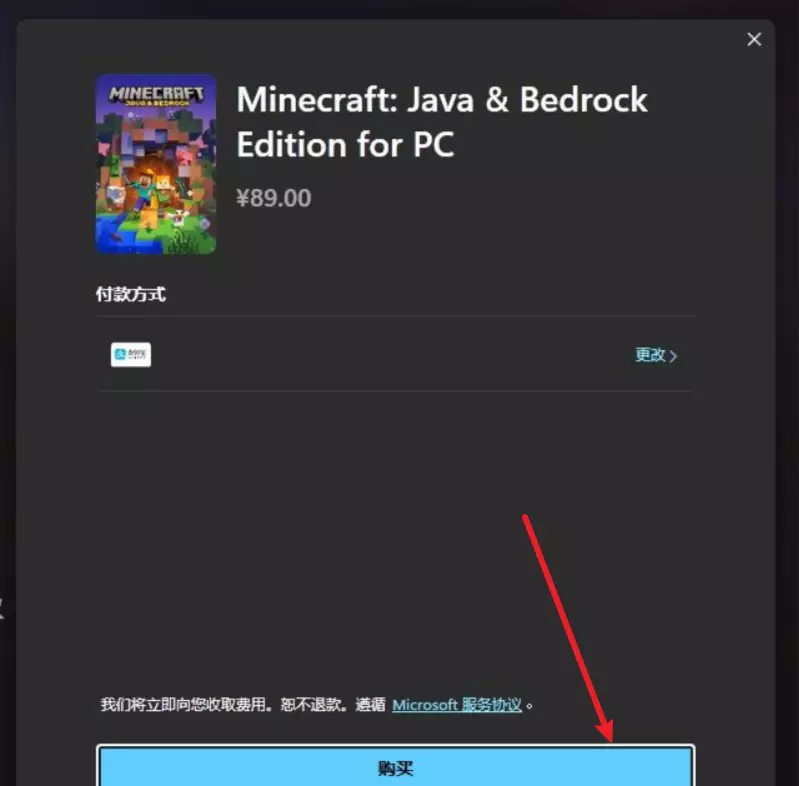 MINECRAFT
JAVA & BEDROCK
Minecraft: Java & Bedrock
Edition for PC
¥89.00
付款方式
支付宝
更改
我们将立即向您收取费用。恕不退款。遵循 Microsoft 服务协议。
购买